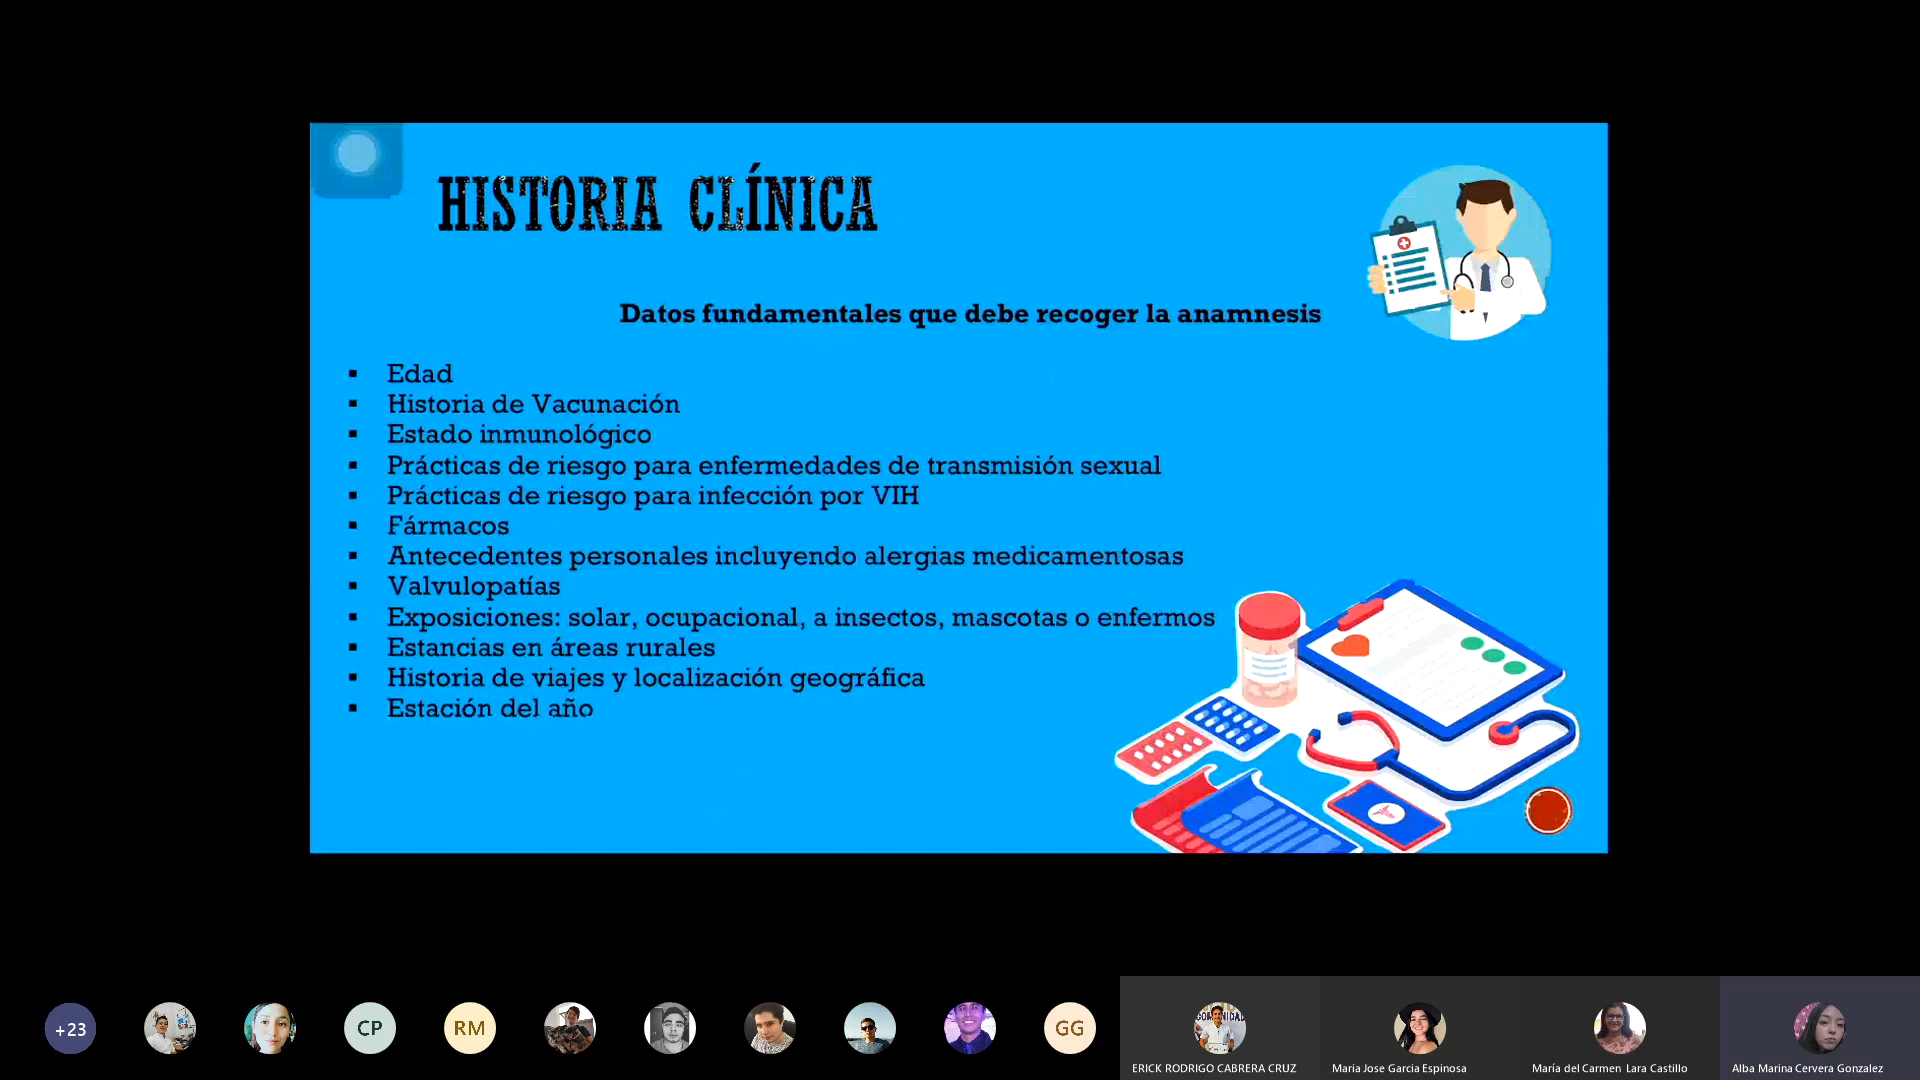 HISTORIA CLÍNICA
Datos fundamentales que debe recoger la anamnesis
▪ Edad
▪ Historia de Vacunación
▪ Estado inmunológico
▪ Prácticas de riesgo para enfermedades de transmisión sexual
▪ Prácticas de riesgo para infección por VIH
▪ Fármacos
▪ Antecedentes personales incluyendo alergias medicamentosas
▪ Valvulopatías
▪ Exposiciones: solar, ocupacional, a insectos, mascotas o enfermos
▪ Estancias en áreas rurales
▪ Historia de viajes y localización geográfica
▪ Estación del año
+23
CP
RM
GG
ERICK RODRIGO CABRERA CRUZ
Maria Jose Garcia Espinosa
María del Carmen Lara Castillo
Alba Marina Cervera Gonzalez